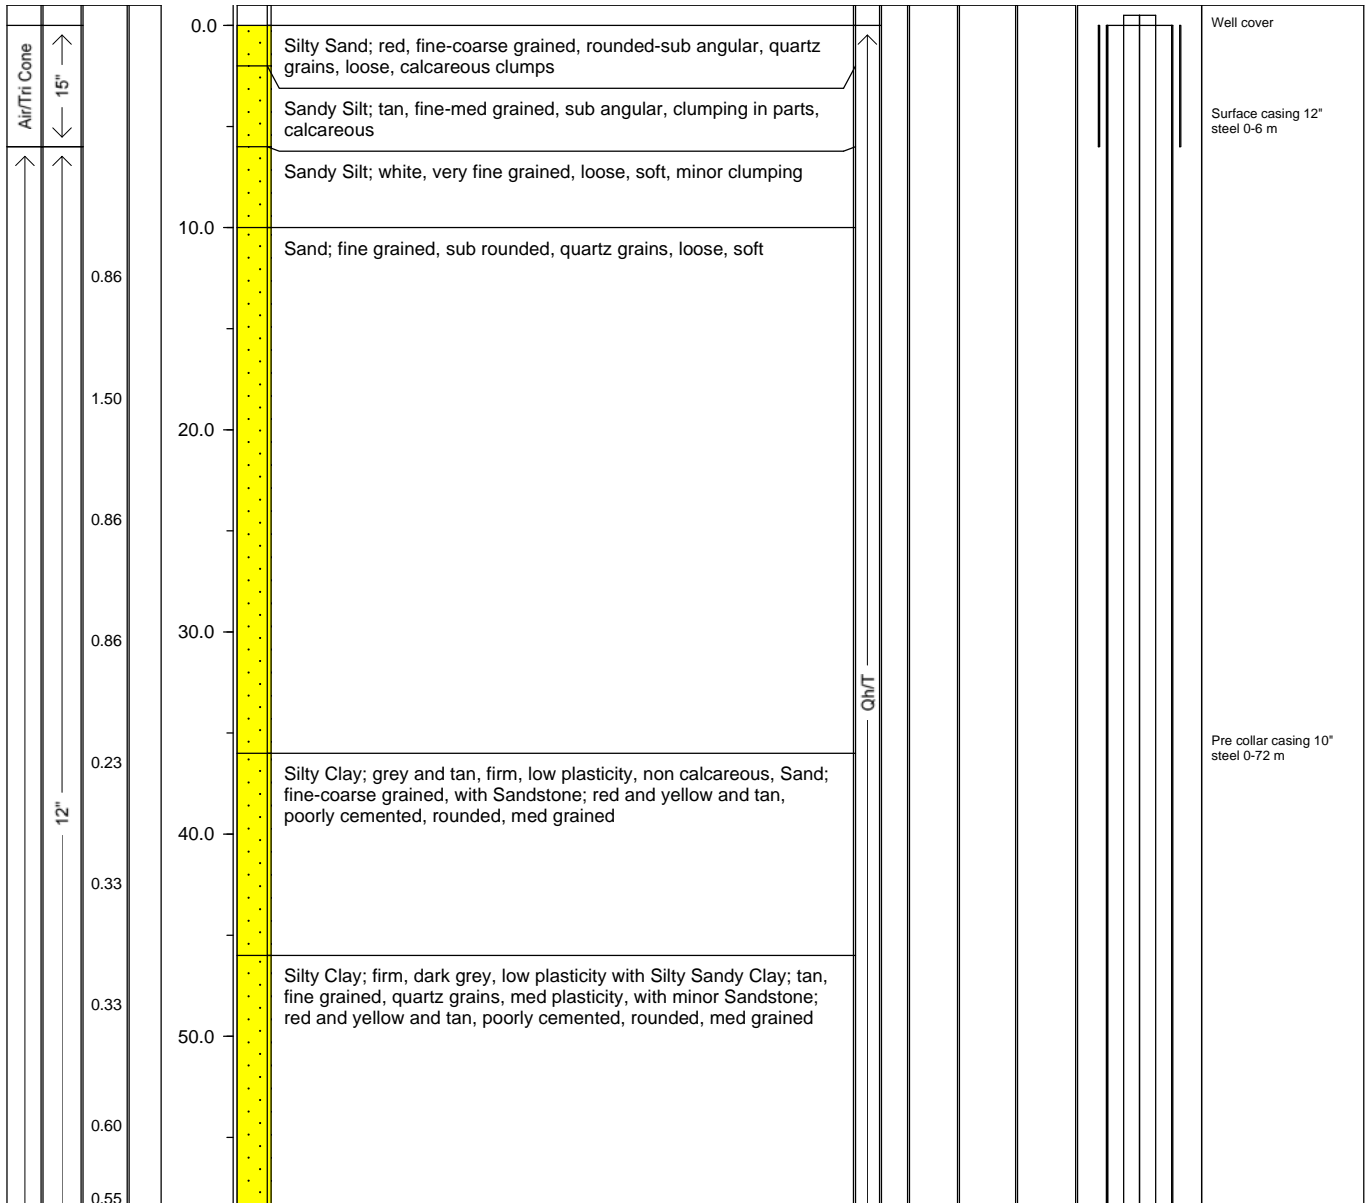 0.0
Well cover
Air/Tri Cone
15"
Silty Sand; red, fine-coarse grained, rounded-sub angular, quartz
grains, loose, calcareous clumps
Sandy Silt; tan, fine-med grained, sub angular, clumping in parts,
calcareous
Surface casing 12"
steel 0-6 m
Sandy Silt; white, very fine grained, loose, soft, minor clumping
10.0
Sand; fine grained, sub rounded, quartz grains, loose, soft
0.86
1.50
20.0
0.86
30.0
0.86
Qh/T
Pre collar casing 10"
steel 0-72 m
0.23
12"
Silty Clay; grey and tan, firm, low plasticity, non calcareous, Sand;
fine-coarse grained, with Sandstone; red and yellow and tan,
poorly cemented, rounded, med grained
40.0
0.33
Silty Clay; firm, dark grey, low plasticity with Silty Sandy Clay; tan,
fine grained, quartz grains, med plasticity, with minor Sandstone;
red and yellow and tan, poorly cemented, rounded, med grained
0.33
50.0
0.60
0.55